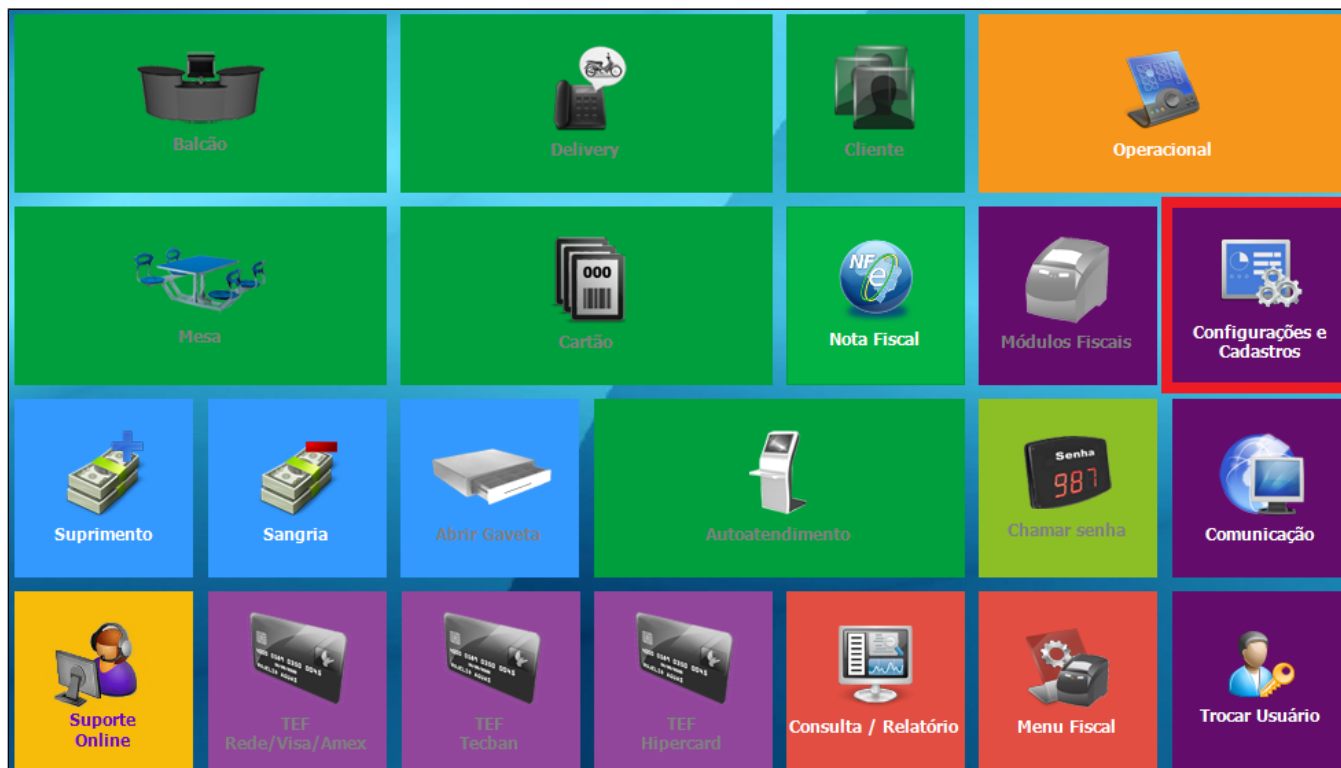 Balcão
Delivery
Cliente
Operacional
Mesa
000
Cartão
NF
e
Nota Fiscal
Módulos Fiscais
Configurações e
Cadastros
Suprimento
Sangria
Abrir Gaveta
Autoatendimento
Senha
987
Chamar senha
Comunicação
Suporte
Online
TEF
Rede/Visa/Amex
TEF
Tecban
TEF
Hipercard
Consulta / Relatório
Menu Fiscal
Trocar Usuário